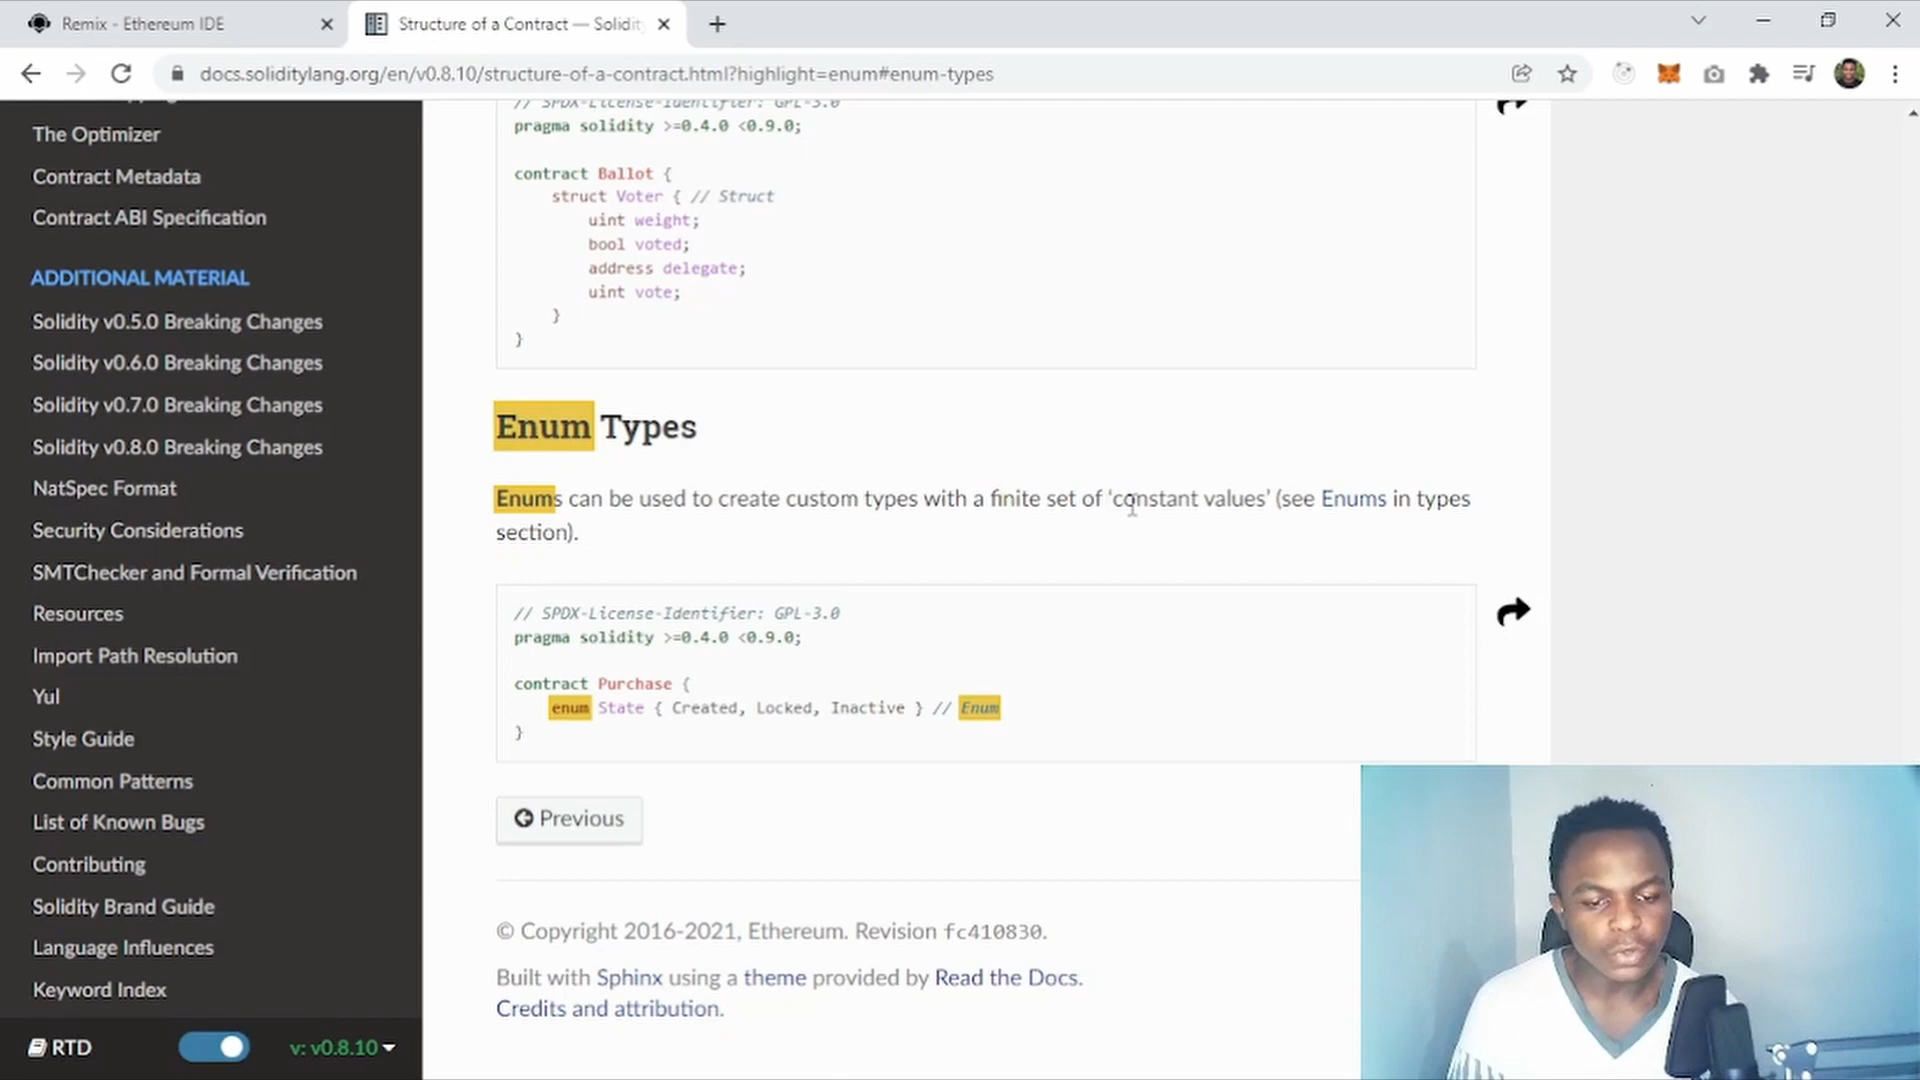 Remix - Ethereum IDE
Structure of a Contract — Solidity
docs.soliditylang.org/en/v0.8.10/structure-of-a-contract.html?highlight=enum#enum-types
The Optimizer
Contract Metadata
Contract ABI Specification
ADDITIONAL MATERIAL
Solidity v0.5.0 Breaking Changes
Solidity v0.6.0 Breaking Changes
Solidity v0.7.0 Breaking Changes
Solidity v0.8.0 Breaking Changes
NatSpec Format
Security Considerations
SMTChecker and Formal Verification
Resources
Import Path Resolution
Yul
Style Guide
Common Patterns
List of Known Bugs
Contributing
Solidity Brand Guide
Language Influences
Keyword Index
RTD
v: v0.8.10
// SPDX-License-Identifier: GPL-3.0
pragma solidity >=0.4.0 <0.9.0;
contract Ballot {
struct Voter { // Struct
uint weight;
bool voted;
address delegate;
uint vote;
}
}
Enum Types
Enums can be used to create custom types with a finite set of ‘constant values’ (see Enums in types
section).
// SPDX-License-Identifier: GPL-3.0
pragma solidity >=0.4.0 <0.9.0;
contract Purchase {
enum State { Created, Locked, Inactive } // Enum
}
Previous
© Copyright 2016-2021, Ethereum. Revision fc410830.
Built with Sphinx using a theme provided by Read the Docs.
Credits and attribution.